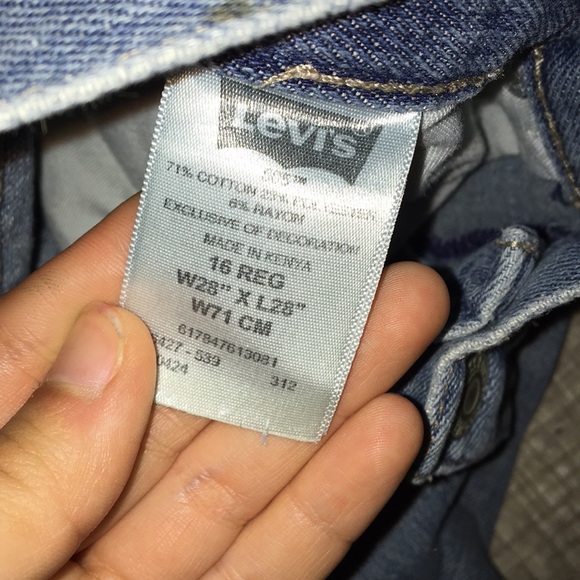 Levi's
505™
71% COTTON 23% POLYESTER
6% RAYON
EXCLUSIVE OF DECORATION
MADE IN KENYA
16 REG
W28" X L28"
W71 CM
617847613081
427 - S39
312
0424